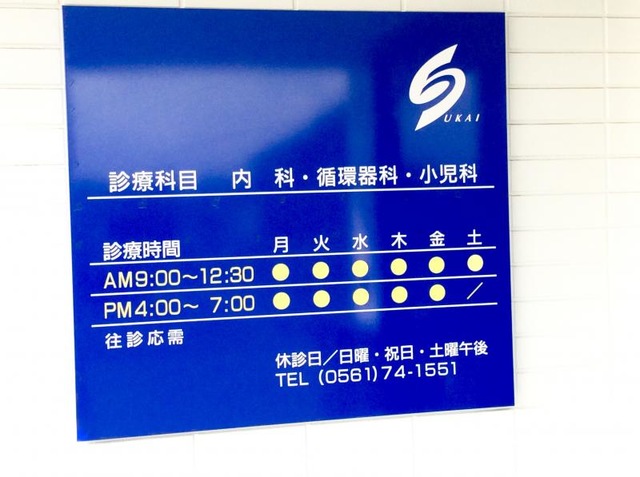 UKAI
診療科目 内 科・循環器科・小児科
診療時間 月 火 水 木 金 土
AM9:00〜12:30 ● ● ● ● ● ●
PM4:00〜 7:00 ● ● ● ● ● ／
往診応需
休診日／日曜・祝日・土曜午後
TEL (0561)74-1551